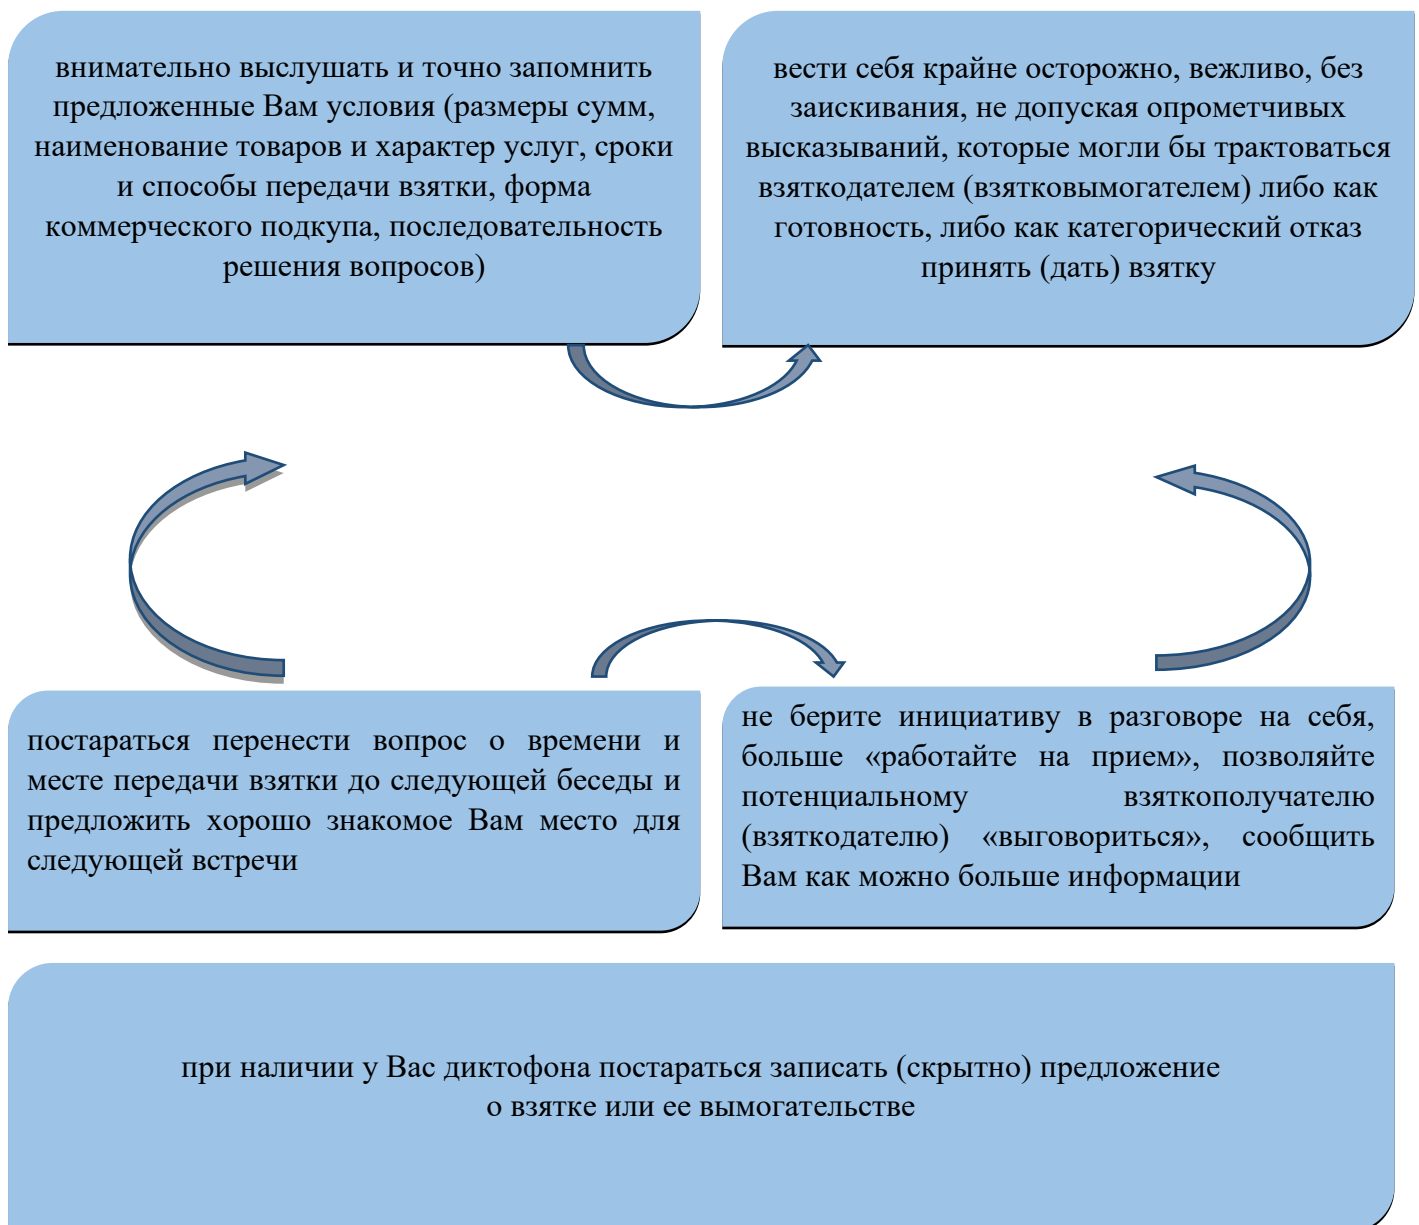 внимательно выслушать и точно запомнить
предложенные Вам условия (размеры сумм,
наименование товаров и характер услуг, сроки
и способы передачи взятки, форма
коммерческого подкупа, последовательность
решения вопросов)
вести себя крайне осторожно, вежливо, без
заискивания, не допуская опрометчивых
высказываний, которые могли бы трактоваться
взяткодателем (взятковымогателем) либо как
готовность, либо как категорический отказ
принять (дать) взятку
постараться перенести вопрос о времени и
месте передачи взятки до следующей беседы и
предложить хорошо знакомое Вам место для
следующей встречи
не берите инициативу в разговоре на себя,
больше «работайте на прием», позволяйте
потенциальному взяткополучателю
(взяткодателю) «выговориться», сообщить
Вам как можно больше информации
при наличии у Вас диктофона постараться записать (скрытно) предложение
о взятке или ее вымогательстве